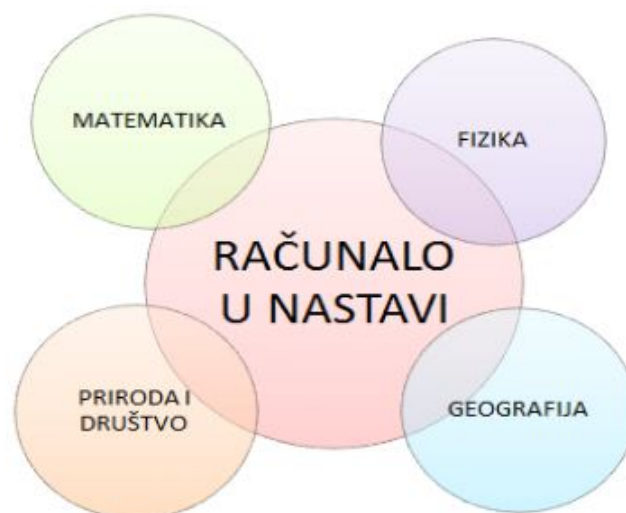 MATEMATIKA
FIZIKA
RAČUNALO
U NASTAVI
PRIRODA I
DRUŠTVO
GEOGRAFIJA